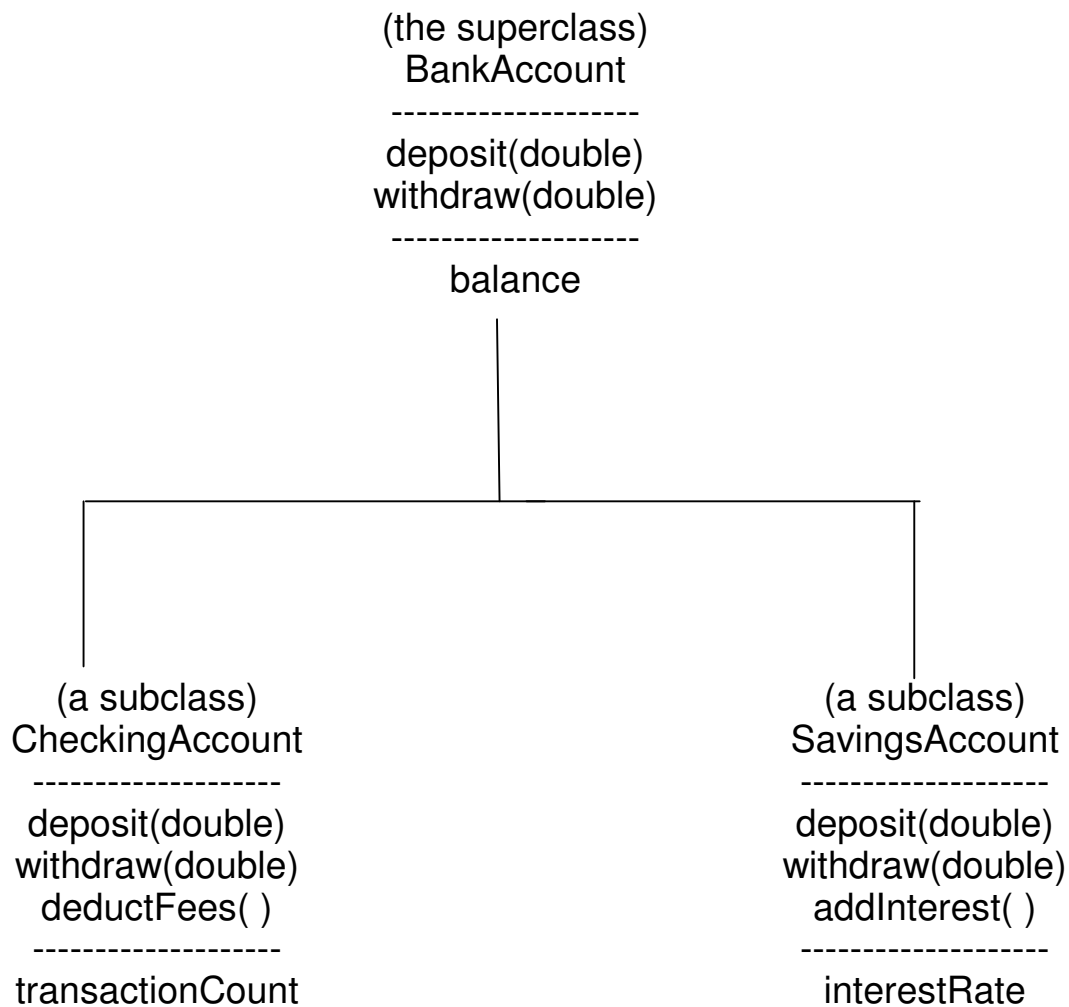 (the superclass)
BankAccount
--------------------
deposit(double)
withdraw(double)
--------------------
balance
(a subclass)
CheckingAccount
--------------------
deposit(double)
withdraw(double)
deductFees( )
--------------------
transactionCount
(a subclass)
SavingsAccount
--------------------
deposit(double)
withdraw(double)
addInterest( )
--------------------
interestRate